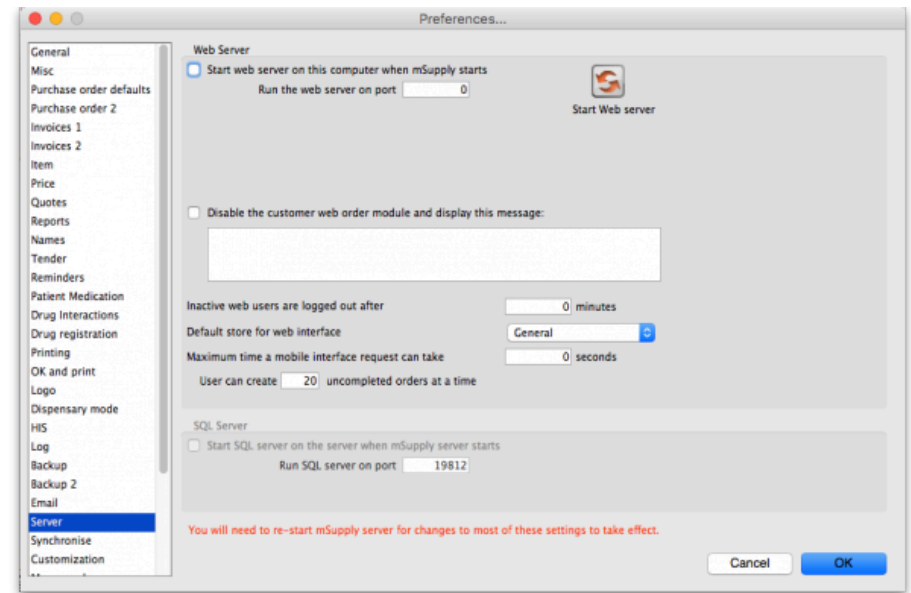 Preferences...
General
Misc
Purchase order defaults
Purchase order 2
Invoices 1
Invoices 2
Item
Price
Quotes
Reports
Names
Tender
Reminders
Patient Medication
Drug Interactions
Drug registration
Printing
OK and print
Logo
Dispensary mode
HIS
Log
Backup
Backup 2
Email
Server
Synchronise
Customization
Web Server
Start web server on this computer when mSupply starts
Run the web server on port 0
Start Web server
Disable the customer web order module and display this message:
Inactive web users are logged out after 0 minutes
Default store for web interface General
Maximum time a mobile interface request can take 0 seconds
User can create 20 uncompleted orders at a time
SQL Server
Start SQL server on the server when mSupply server starts
Run SQL server on port 19812
You will need to re-start mSupply server for changes to most of these settings to take effect.
Cancel OK